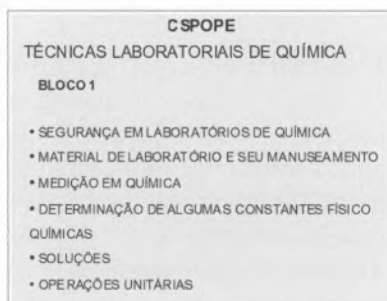 CSPOPE
TÉCNICAS LABORATORIAIS DE QUÍMICA
BLOCO 1
• SEGURANÇA EM LABORATÓRIOS DE QUÍMICA
• MATERIAL DE LABORATÓRIO E SEU MANUSEAMENTO
• MEDIÇÃO EM QUÍMICA
• DETERMINAÇÃO DE ALGUMAS CONSTANTES FÍSICO
QUÍMICAS
• SOLUÇÕES
• OPERAÇÕES UNITÁRIAS